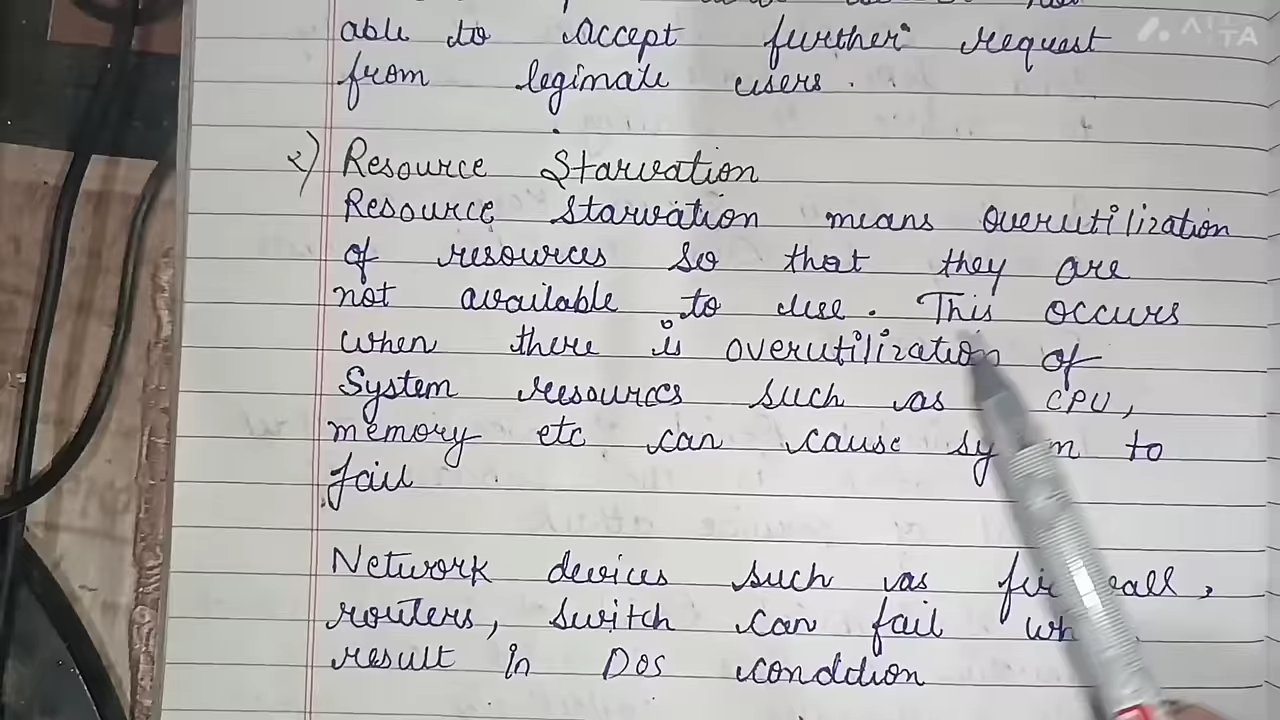 able to accept further request
from legimate users.
2) Resource Starvation
Resource starvation means overutilization
of resources so that they are
not available to use. This occurs
when there is overutilization of
System resources such as CPU,
memory etc can cause to
fail
Network devices such as
routers, switch can fail
result in DOS condition